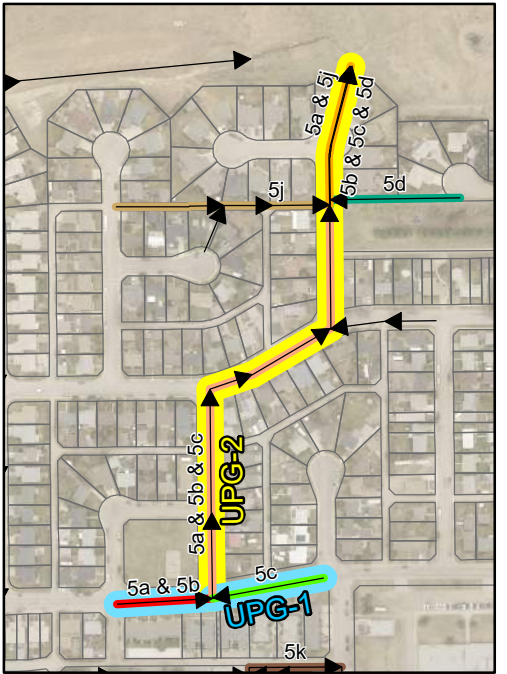 5a & 5j
5b & 5c & 5d
5j
5d
5a & 5b & 5c
UPG-2
5a & 5b
5c
UPG-1
5k